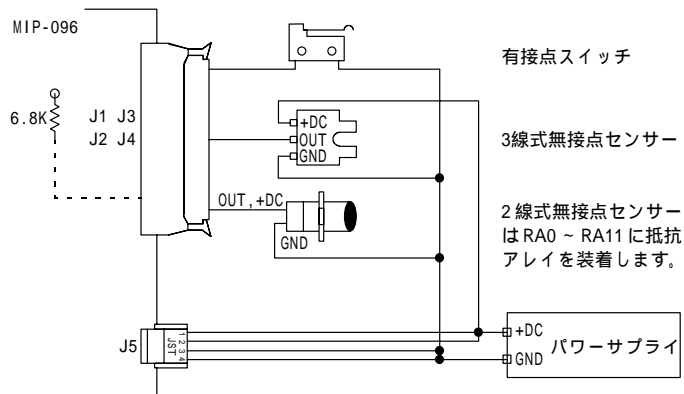 MIP-096
有接点スイッチ
6.8K
J1 J3
J2 J4
+DC
OUT
GND
3線式無接点センサー
OUT,+DC
GND
2線式無接点センサー
はRA0 ~ RA11に抵抗
アレイを装着します。
J5
JST
1
2
3
4
+DC
GND
パワーサプライ